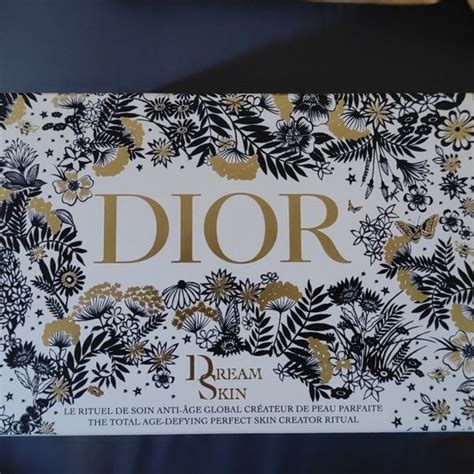 DIOR
DREAM
SKIN
LE RITUEL DE SOIN ANTI-ÂGE GLOBAL CRÉATEUR DE PEAU PARFAITE
THE TOTAL AGE-DEFYING PERFECT SKIN CREATOR RITUAL